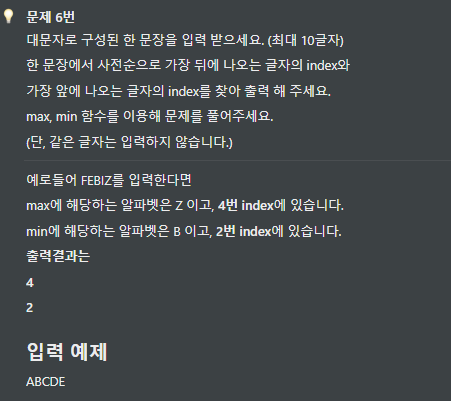 문제 6번
대문자로 구성된 한 문장을 입력 받으세요. (최대 10글자)
한 문장에서 사전순으로 가장 뒤에 나오는 글자의 index와
가장 앞에 나오는 글자의 index를 찾아 출력 해 주세요.
max, min 함수를 이용해 문제를 풀어주세요.
(단, 같은 글자는 입력하지 않습니다.)
예로들어 FEBIZ를 입력한다면
max에 해당하는 알파벳은 Z 이고, 4번 index에 있습니다.
min에 해당하는 알파벳은 B 이고, 2번 index에 있습니다.
출력결과는
4
2
입력 예제
ABCDE